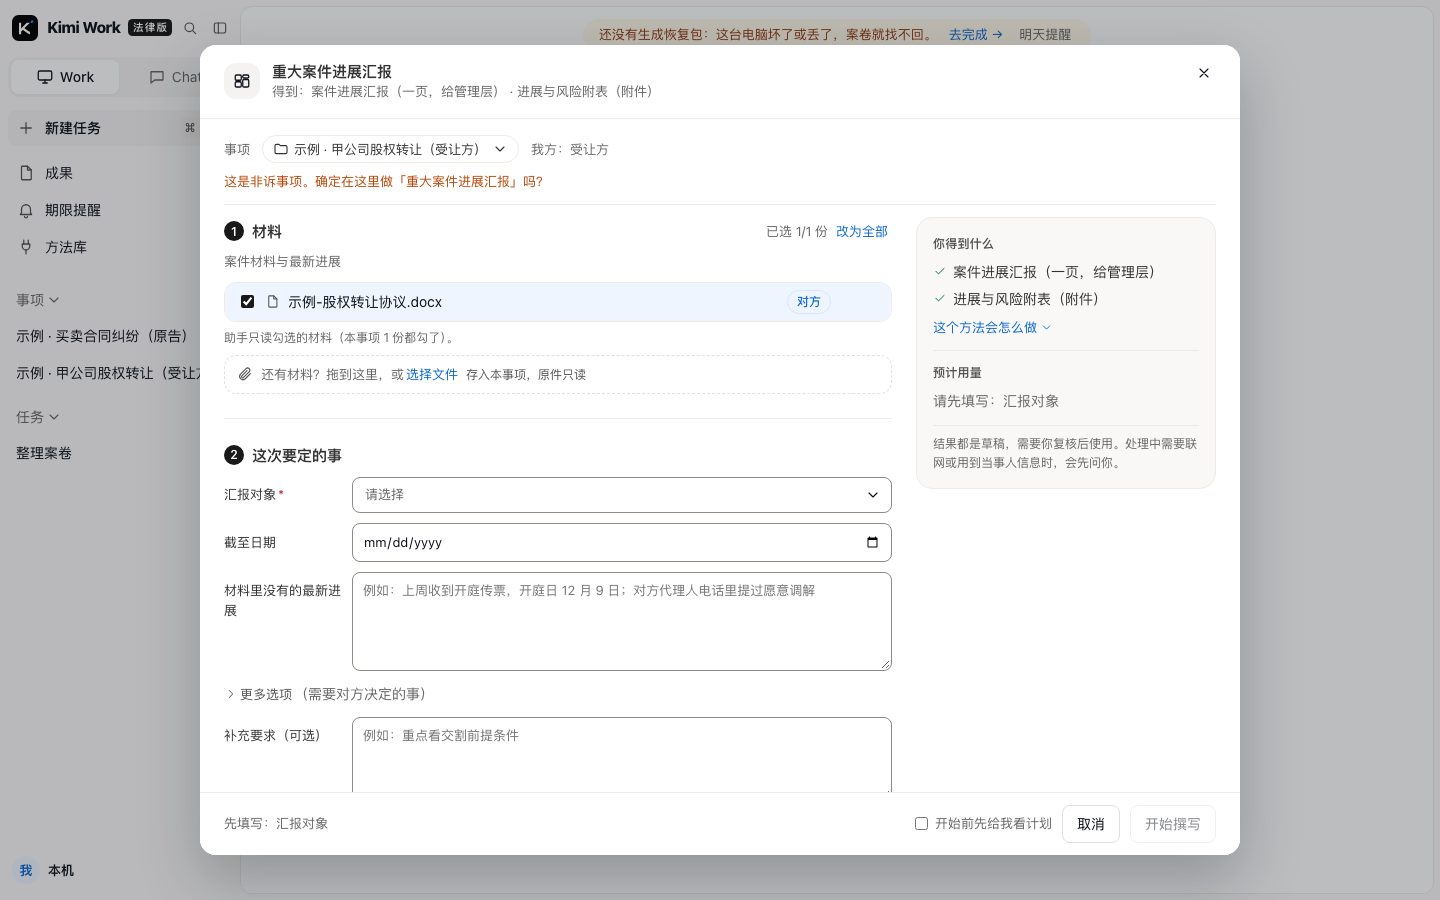 Kimi Work 法律版
还没有生成恢复包：这台电脑坏了或丢了，案卷就找不回。 去完成 → 明天提醒
Work
Chat
新建任务 ⌘
成果
期限提醒
方法库
事项
示例 · 买卖合同纠纷（原告）
示例 · 甲公司股权转让（受让
任务
整理案卷
我 本机
重大案件进展汇报
得到：案件进展汇报（一页，给管理层） · 进展与风险附表（附件）
事项 示例 · 甲公司股权转让（受让方） 我方：受让方
这是非诉事项。确定在这里做「重大案件进展汇报」吗？
1 材料 已选 1/1 份 改为全部
案件材料与最新进展
示例-股权转让协议.docx 对方
助手只读勾选的材料（本事项 1 份都勾了）。
还有材料？拖到这里，或 选择文件 存入本事项，原件只读
2 这次要定的事
汇报对象 * 请选择
截至日期 mm/dd/yyyy
材料里没有的最新进展
例如：上周收到开庭传票，开庭日 12 月 9 日；对方代理人电话里提过愿意调解
更多选项 （需要对方决定的事）
补充要求（可选） 例如：重点看交割前提条件
你得到什么
案件进展汇报（一页，给管理层）
进展与风险附表（附件）
这个方法会怎么做
预计用量
请先填写：汇报对象
结果都是草稿，需要你复核后使用。处理中需要联
网或用到当事人信息时，会先问你。
先填写：汇报对象 开始前先给我看计划 取消 开始撰写